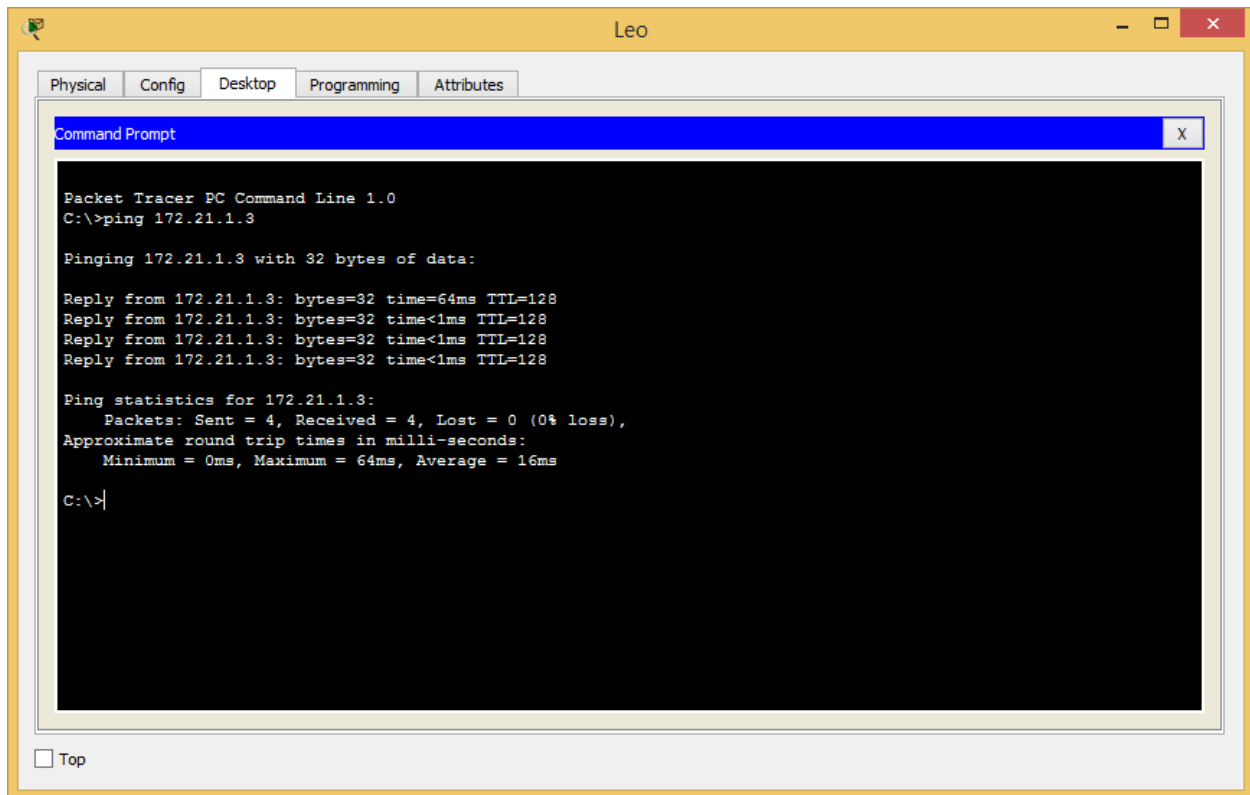 Leo
Physical Config Desktop Programming Attributes
Command Prompt X
Packet Tracer PC Command Line 1.0
C:\>ping 172.21.1.3
Pinging 172.21.1.3 with 32 bytes of data:
Reply from 172.21.1.3: bytes=32 time=64ms TTL=128
Reply from 172.21.1.3: bytes=32 time<1ms TTL=128
Reply from 172.21.1.3: bytes=32 time<1ms TTL=128
Reply from 172.21.1.3: bytes=32 time<1ms TTL=128
Ping statistics for 172.21.1.3:
    Packets: Sent = 4, Received = 4, Lost = 0 (0% loss),
Approximate round trip times in milli-seconds:
    Minimum = 0ms, Maximum = 64ms, Average = 16ms
C:\>
Top